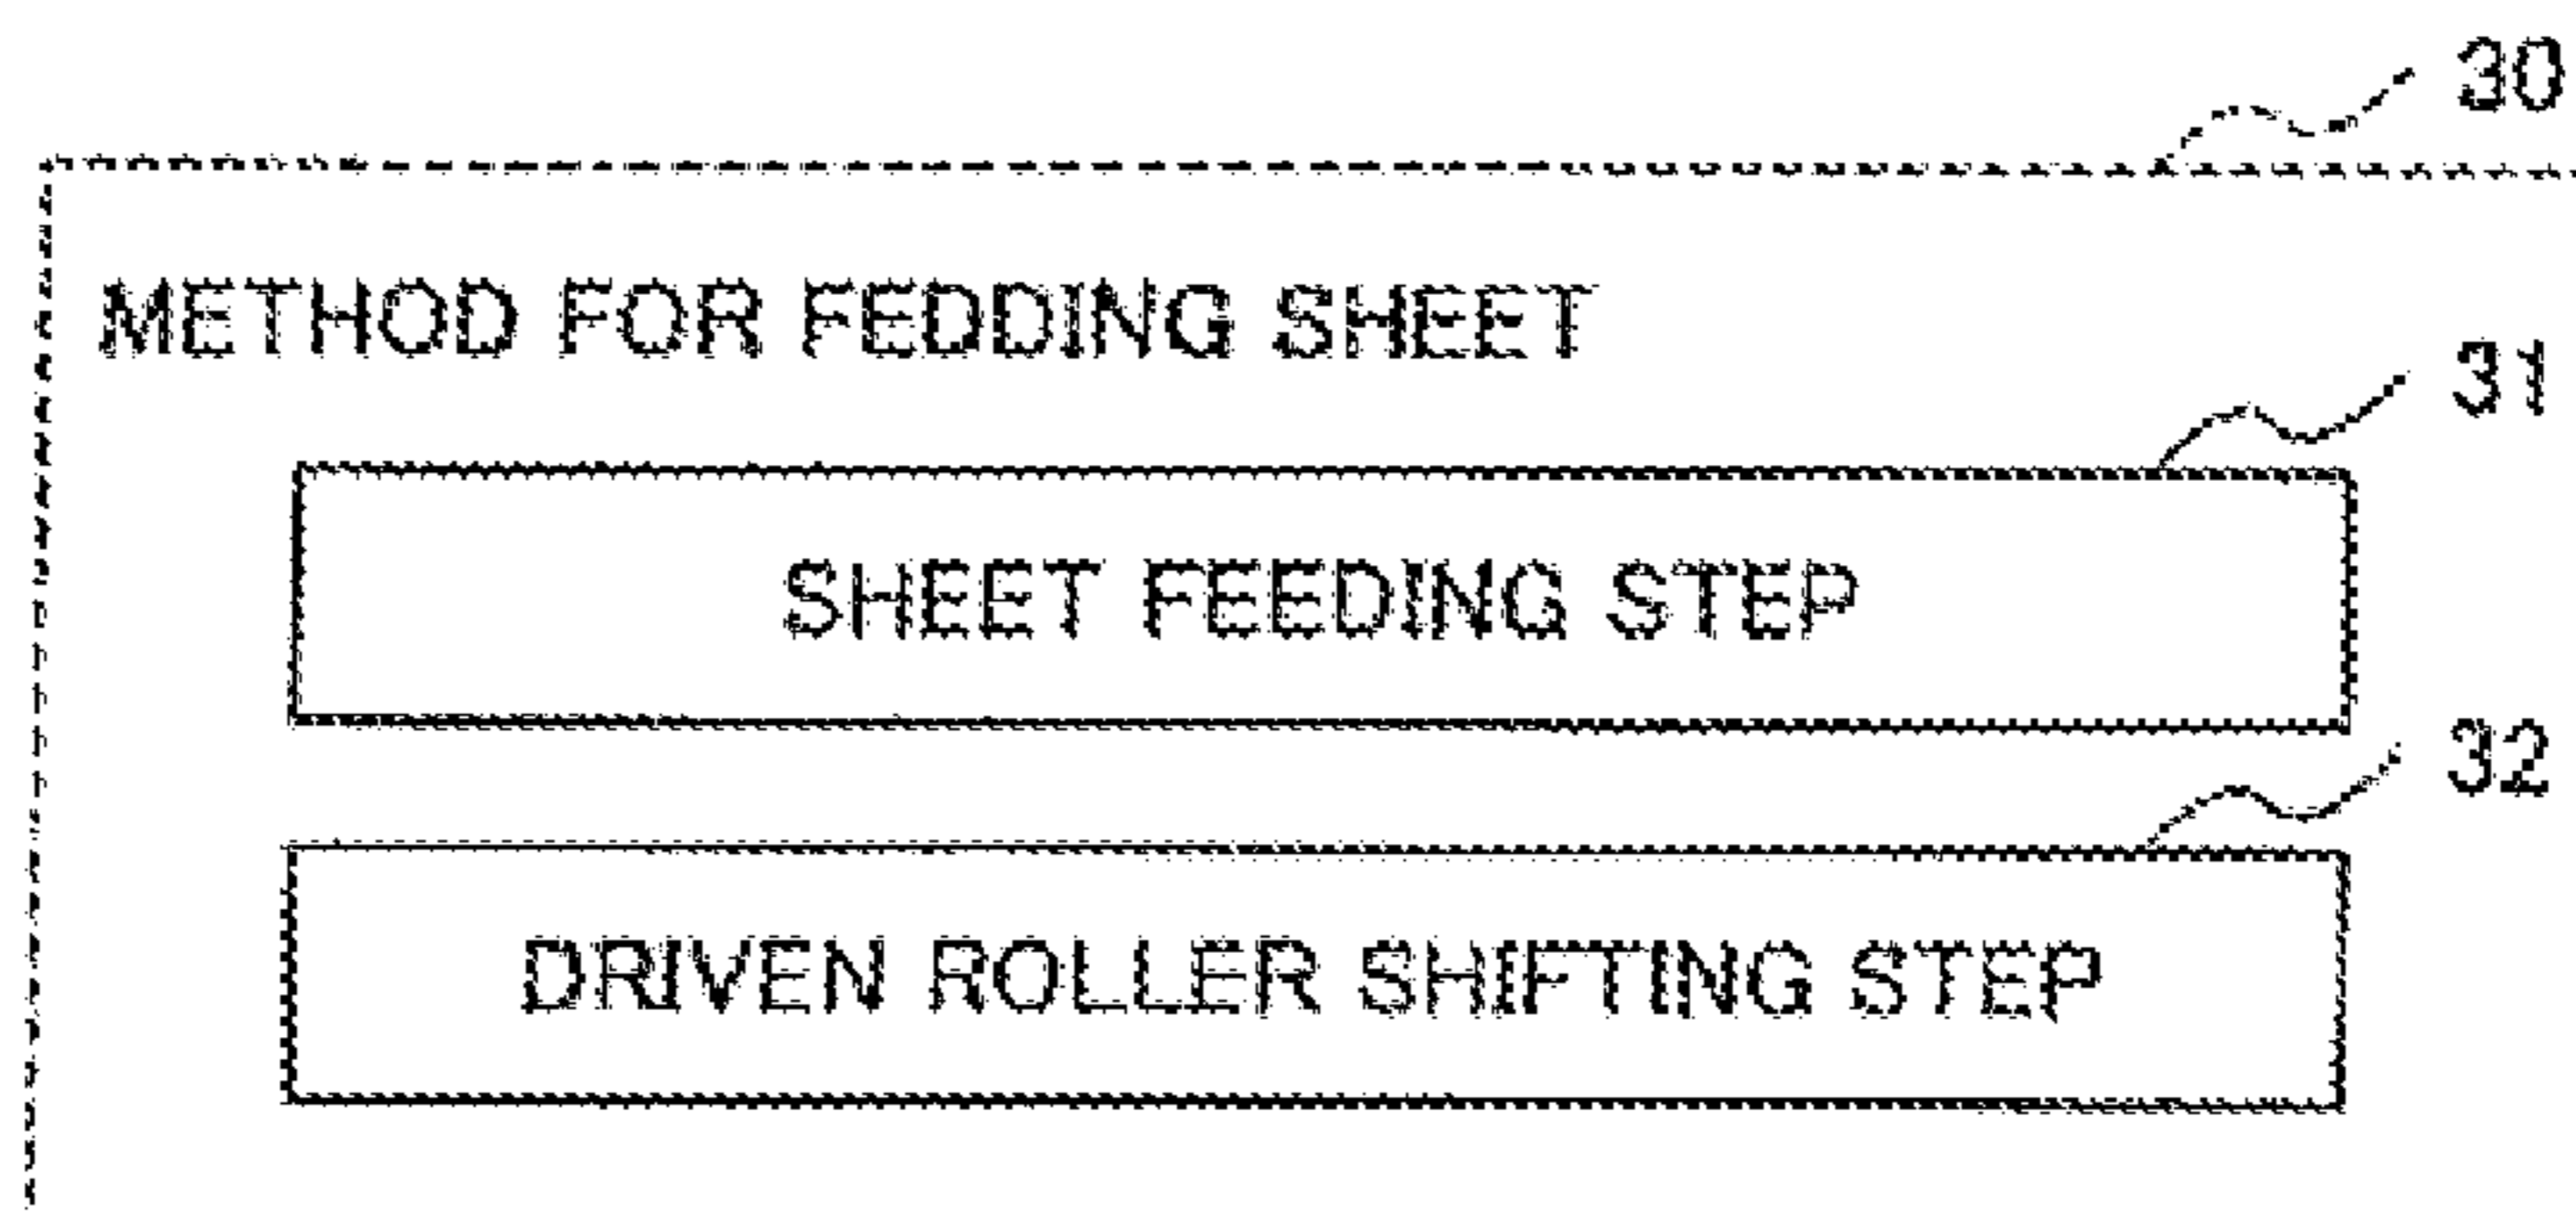 30
METHOD FOR FEDDING SHEET
31
SHEET FEEDING STEP
32
DRIVEN ROLLER SHIFTING STEP